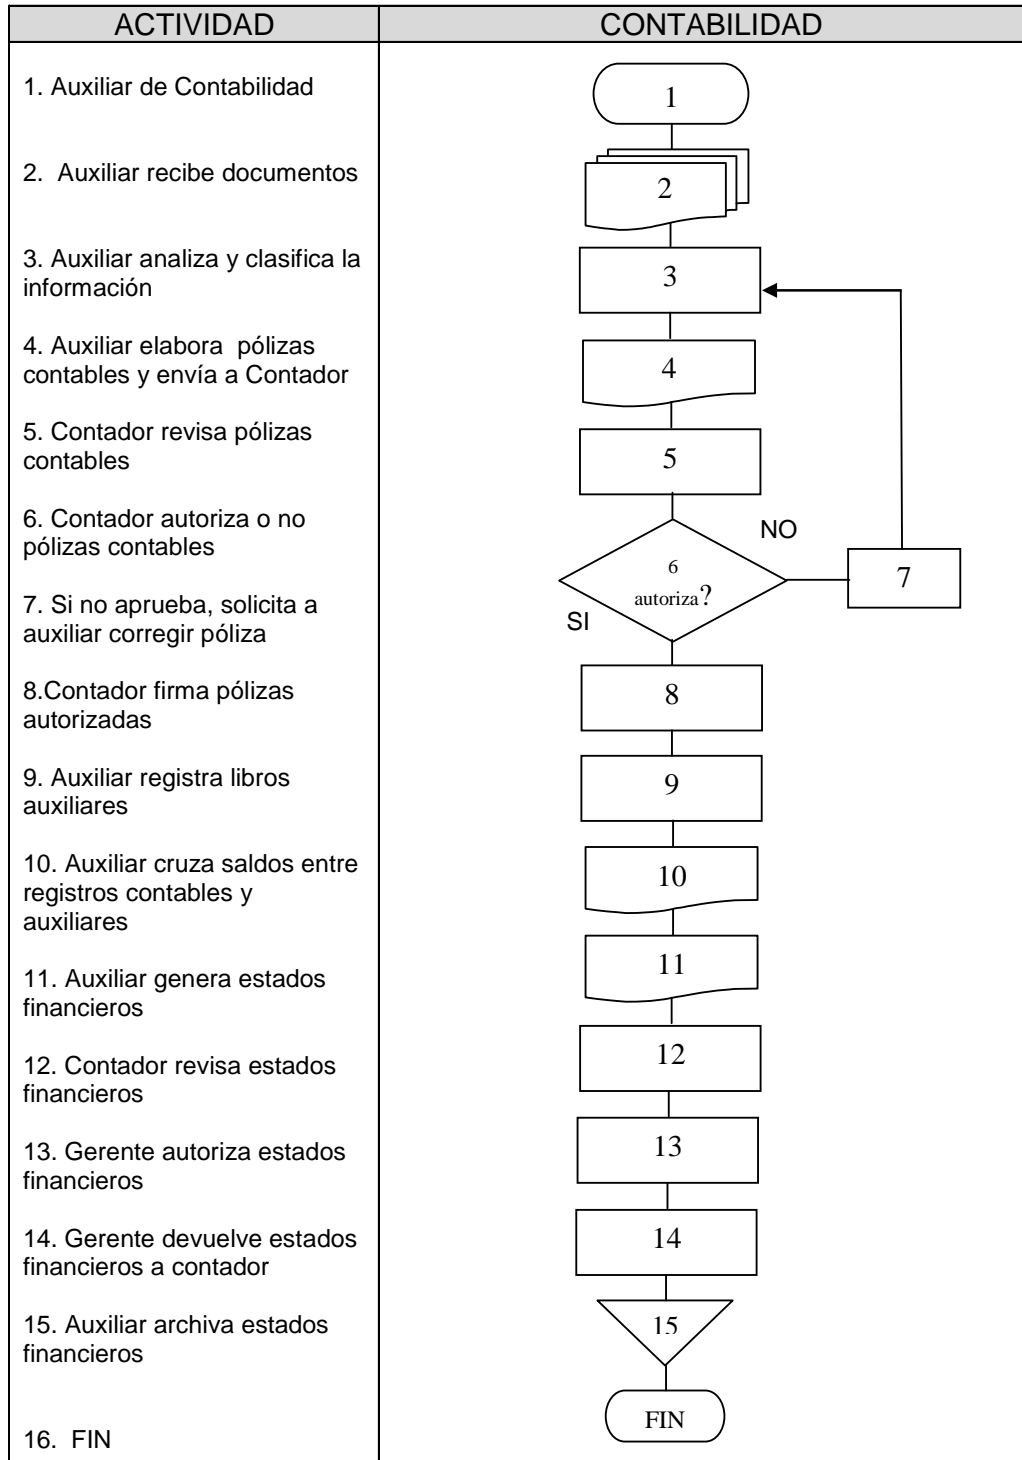 ACTIVIDAD
CONTABILIDAD
1. Auxiliar de Contabilidad
2.  Auxiliar recibe documentos
3. Auxiliar analiza y clasifica la
información
4. Auxiliar elabora  pólizas
contables y envía a Contador
5. Contador revisa pólizas
contables
6. Contador autoriza o no
pólizas contables
7. Si no aprueba, solicita a
auxiliar corregir póliza
8.Contador firma pólizas
autorizadas
9. Auxiliar registra libros
auxiliares
10. Auxiliar cruza saldos entre
registros contables y
auxiliares
11. Auxiliar genera estados
financieros
12. Contador revisa estados
financieros
13. Gerente autoriza estados
financieros
14. Gerente devuelve estados
financieros a contador
15. Auxiliar archiva estados
financieros
16.  FIN
1
2
3
4
5
6
autoriza?
NO
7
SI
8
9
10
11
12
13
14
15
FIN